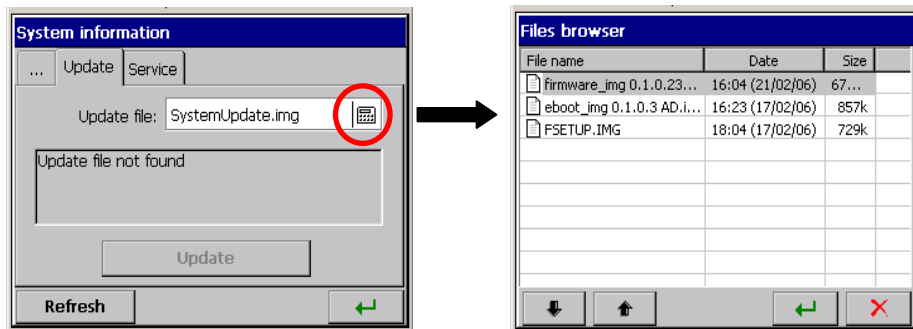 System information
... Update Service
Update file: SystemUpdate.img
Update file not found
Update
Refresh
Files browser
File name Date Size
firmware_img 0.1.0.23... 16:04 (21/02/06) 67...
eboot_img 0.1.0.3 AD.i... 16:23 (17/02/06) 857k
FSETUP.IMG 18:04 (17/02/06) 729k